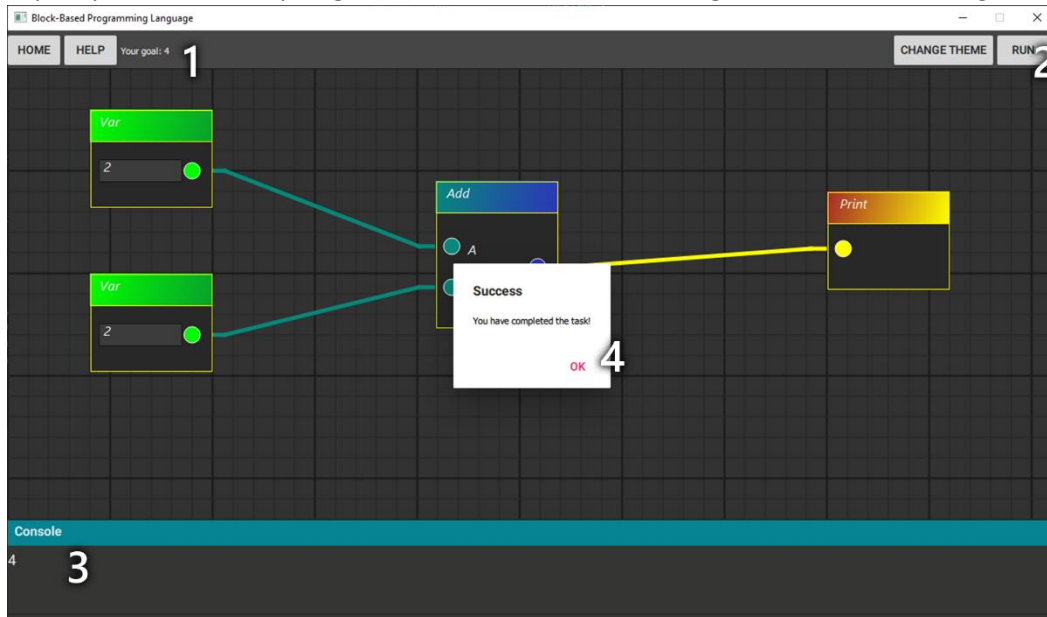 Block-Based Programming Language
HOME HELP Your goal: 4 1 CHANGE THEME RUN 2
Var
2
Add
A
Print
Var
2
Success
You have completed the task!
OK 4
Console
4
3